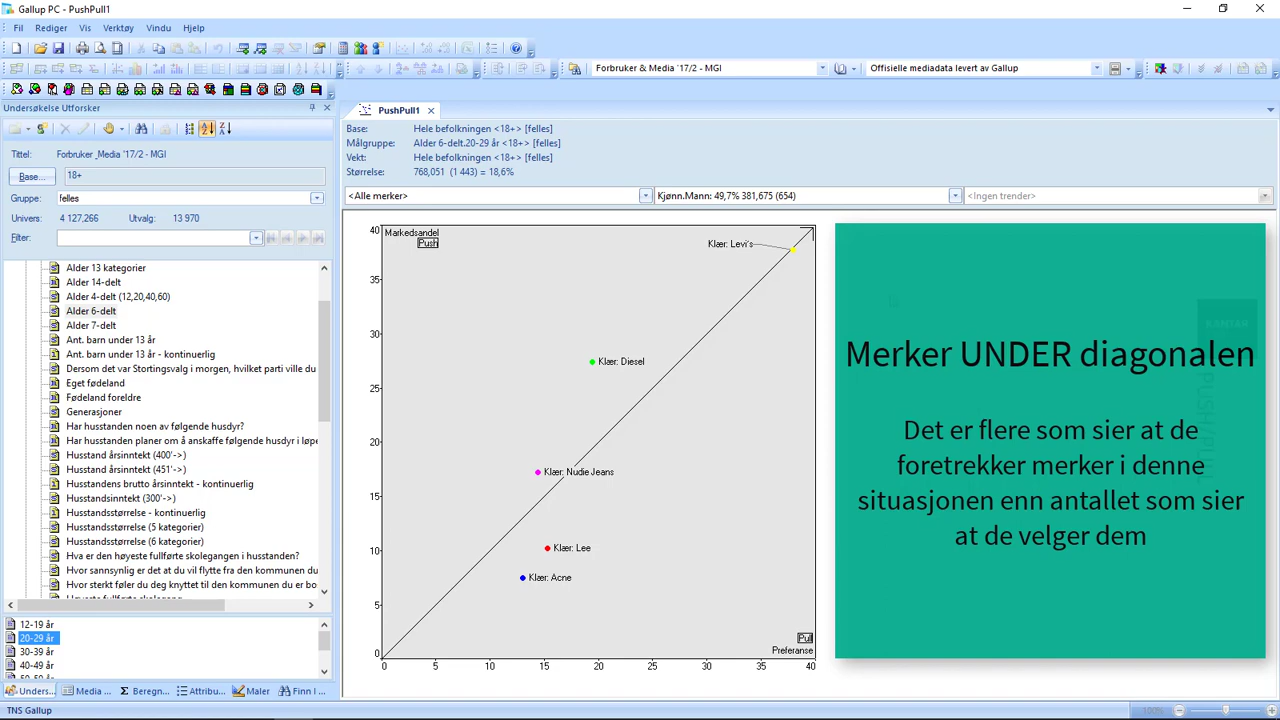 Gallup PC - PushPull1
Fil Rediger Vis Verktøy Vindu Hjelp
Forbruker & Media '17/2 - MGI
Offisielle mediadata levert av Gallup
Undersøkelse Utforsker
PushPull1
Tittel: Forbruker _Media '17/2 - MGI
Base... 18+
Gruppe: felles
Univers: 4 127,266 Utvalg: 13 970
Filter:
Base: Hele befolkningen <18+> [felles]
Målgruppe: Alder 6-delt.20-29 år <18+> [felles]
Vekt: Hele befolkningen <18+> [felles]
Størrelse: 768,051 (1 443) = 18,6%
<Alle merker>
Kjønn.Mann: 49,7% 381,675 (654)
<Ingen trender>
Alder 13 kategorier
Alder 14-delt
Alder 4-delt (12,20,40,60)
Alder 6-delt
Alder 7-delt
Ant. barn under 13 år
Ant. barn under 13 år - kontinuerlig
Dersom det var Stortingsvalg i morgen, hvilket parti ville du
Eget fødeland
Fødeland foreldre
Generasjoner
Har husstanden noen av følgende husdyr?
Har husstanden planer om å anskaffe følgende husdyr i løpe
Husstand årsinntekt (400'->)
Husstand årsinntekt (451'->)
Husstandens brutto årsinntekt - kontinuerlig
Husstandsinntekt (300'->)
Husstandsstørrelse - kontinuerlig
Husstandsstørrelse (5 kategorier)
Husstandsstørrelse (6 kategorier)
Hva er den høyeste fullførte skolegangen i husstanden?
Hvor sannsynlig er det at du vil flytte fra den kommunen du
Hvor sterkt føler du deg knyttet til den kommunen du er bo
12-19 år
20-29 år
30-39 år
40-49 år
Unders... Media ... Beregn... Attribu... Maler Finn I ...
TNS Gallup
100%
Markedsandel
Push
40
35
30
25
20
15
10
5
0
Klær: Levi's
Klær: Diesel
Klær: Nudie Jeans
Klær: Lee
Klær: Acne
Pull
Preferanse
0 5 10 15 20 25 30 35 40
Merker UNDER diagonalen
Det er flere som sier at de
foretrekker merker i denne
situasjonen enn antallet som sier
at de velger dem
KANTAR
PUSH/PULL